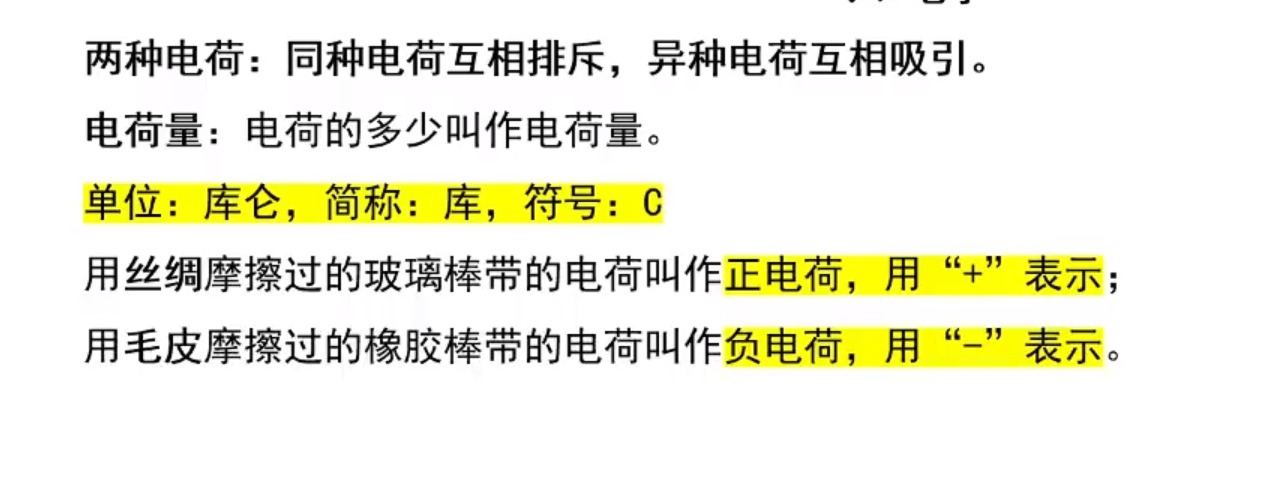 两种电荷：同种电荷互相排斥，异种电荷互相吸引。
电荷量：电荷的多少叫作电荷量。
单位：库仑，简称：库，符号：C
用丝绸摩擦过的玻璃棒带的电荷叫作正电荷，用“+”表示；
用毛皮摩擦过的橡胶棒带的电荷叫作负电荷，用“-”表示。